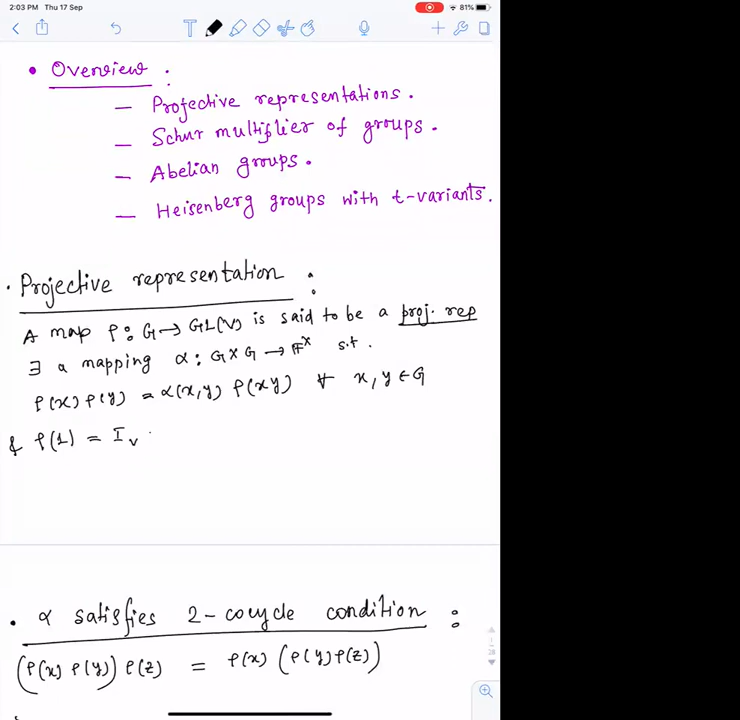 2:03 PM Thu 17 Sep 81%
• Overview :
— Projective representations.
— Schur multiplier of groups.
— Abelian groups.
— Heisenberg groups with t-variants.
• Projective representation :
A map ρ: G → GL(V) is said to be a proj. rep
∃ a mapping α: G×G → F^× s.t.
ρ(x)ρ(y) = α(x,y) ρ(xy) ∀ x, y ∈ G
& ρ(1) = I_V.
• α satisfies 2-cocycle condition :
(ρ(x) ρ(y)) ρ(z) = ρ(x) (ρ(y)ρ(z))